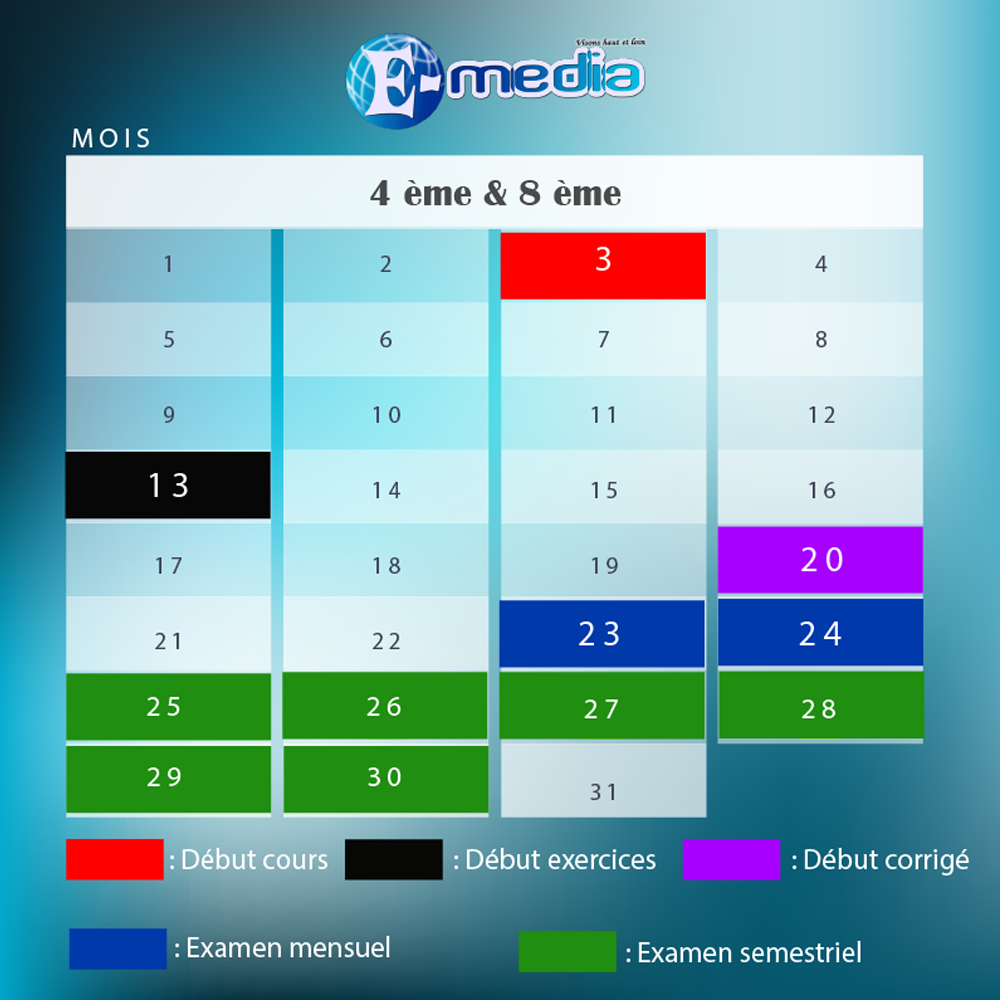 Visons haut et loin
E-media
MOIS
4 ème & 8 ème
1 2 3 4
5 6 7 8
9 10 11 12
13 14 15 16
17 18 19 20
21 22 23 24
25 26 27 28
29 30 31
: Début cours : Début exercices : Début corrigé
: Examen mensuel : Examen semestriel